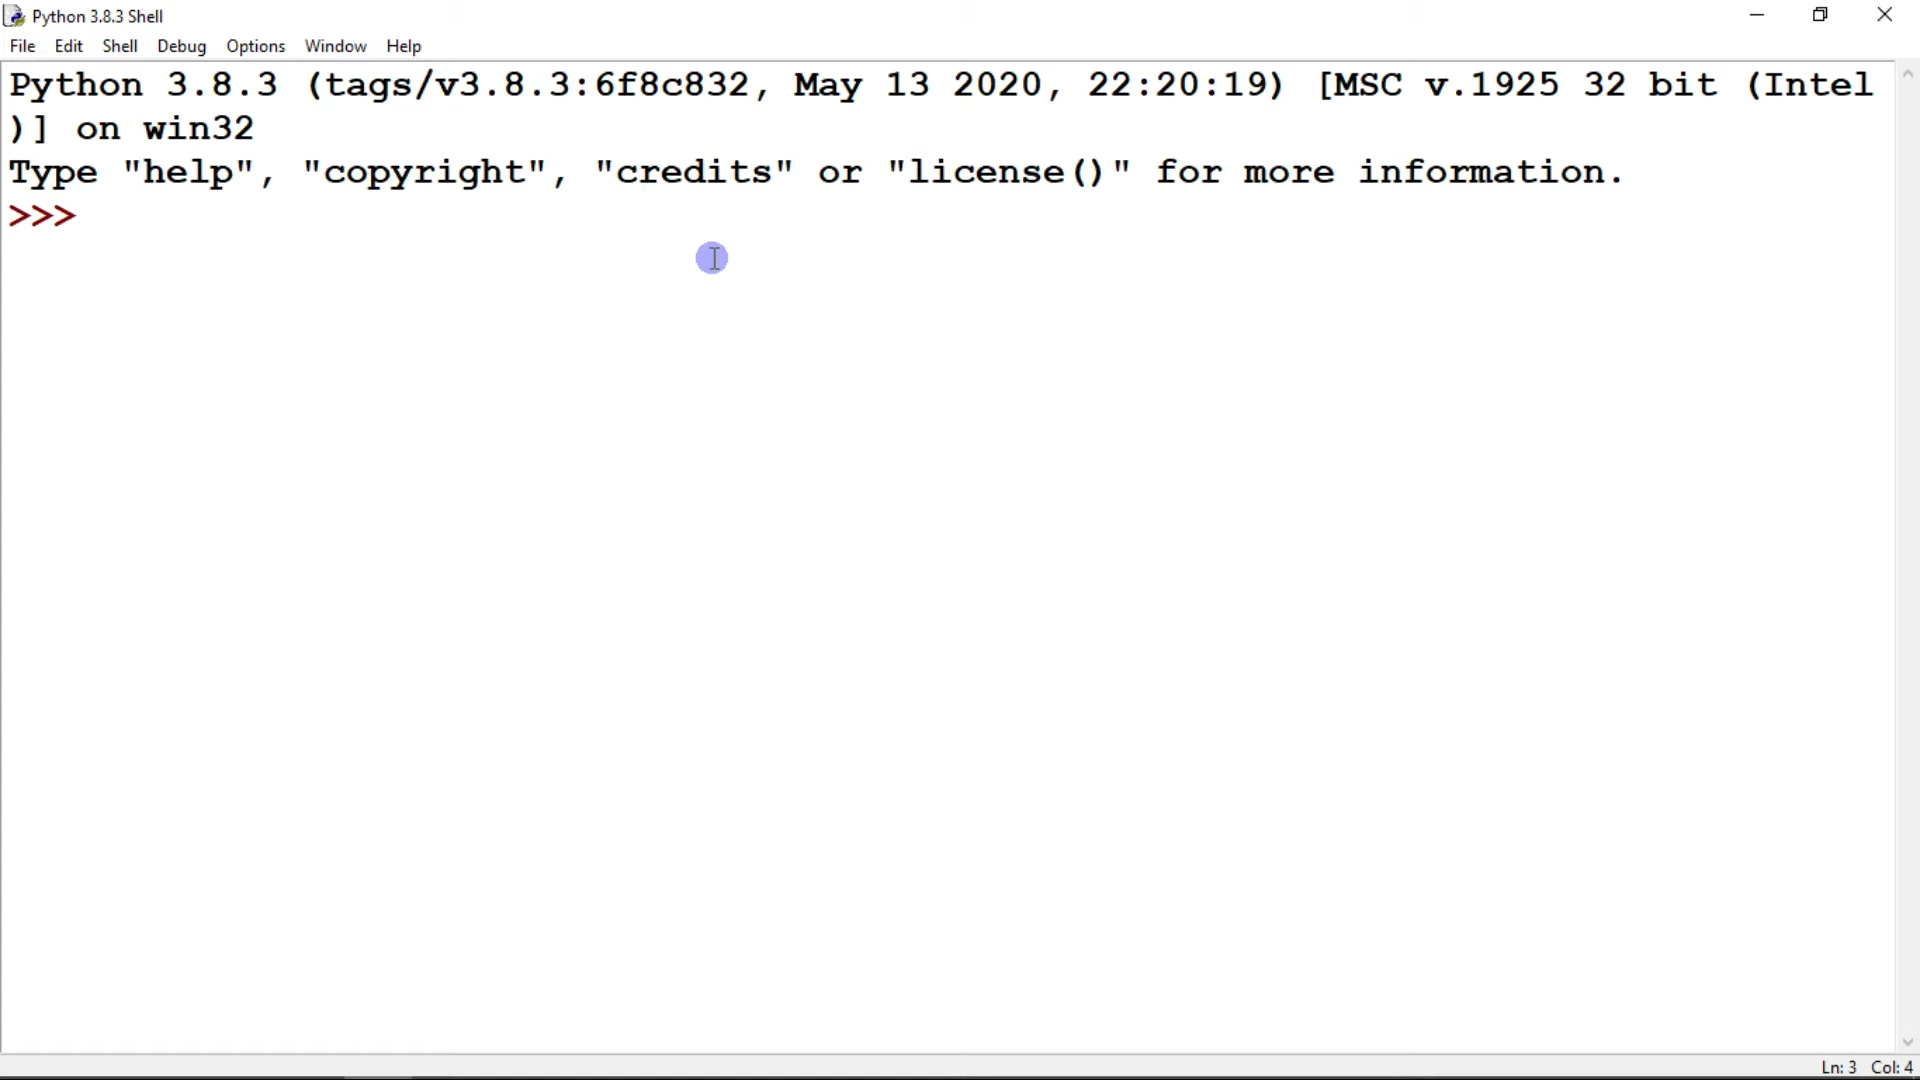 Python 3.8.3 Shell
File Edit Shell Debug Options Window Help
Python 3.8.3 (tags/v3.8.3:6f8c832, May 13 2020, 22:20:19) [MSC v.1925 32 bit (Intel
)] on win32
Type "help", "copyright", "credits" or "license()" for more information.
>>>
Ln: 3 Col: 4